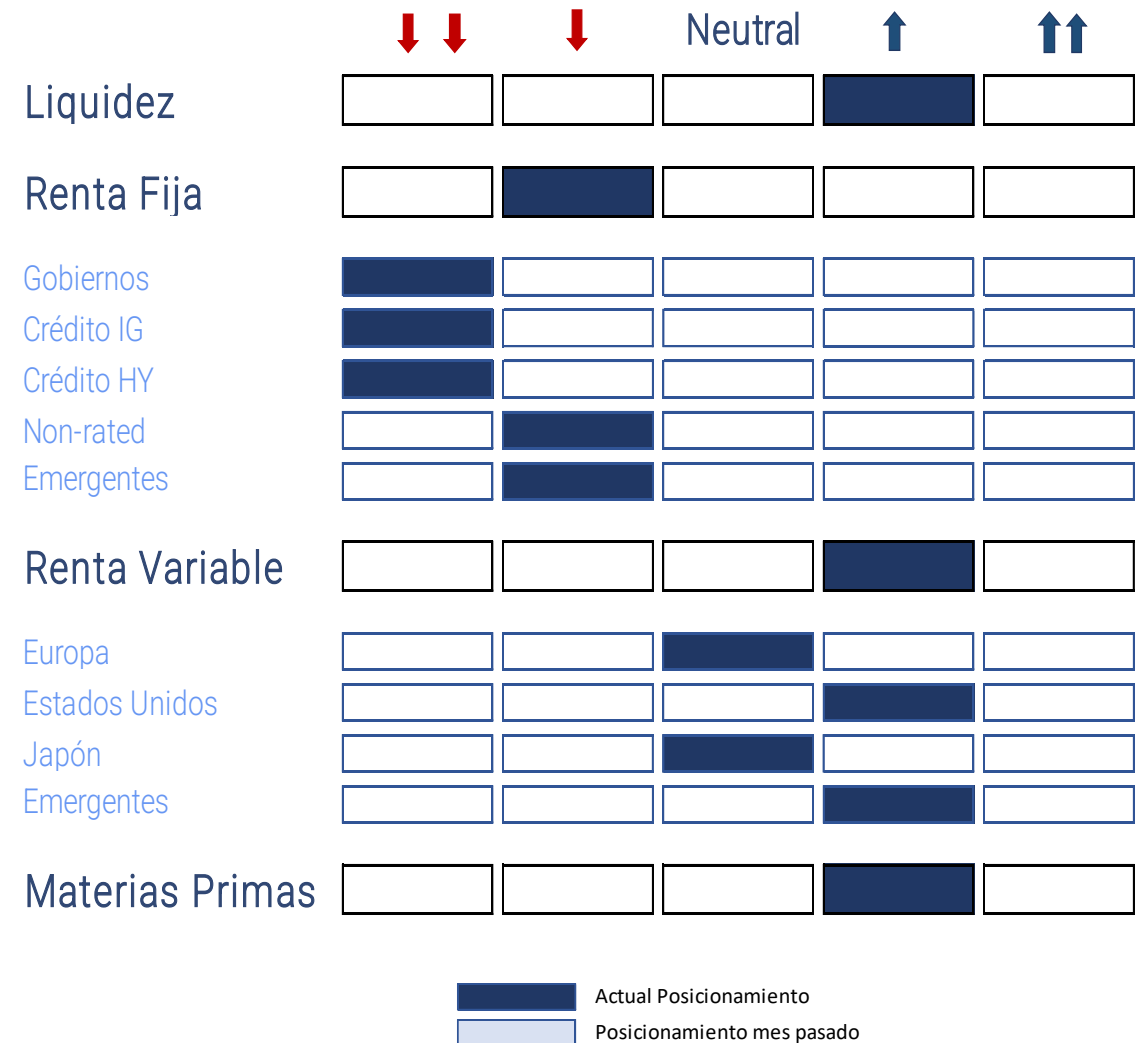 Neutral
Liquidez
Renta Fija
Gobiernos
Crédito IG
Crédito HY
Non-rated
Emergentes
Renta Variable
Europa
Estados Unidos
Japón
Emergentes
Materias Primas
Actual Posicionamiento
Posicionamiento mes pasado